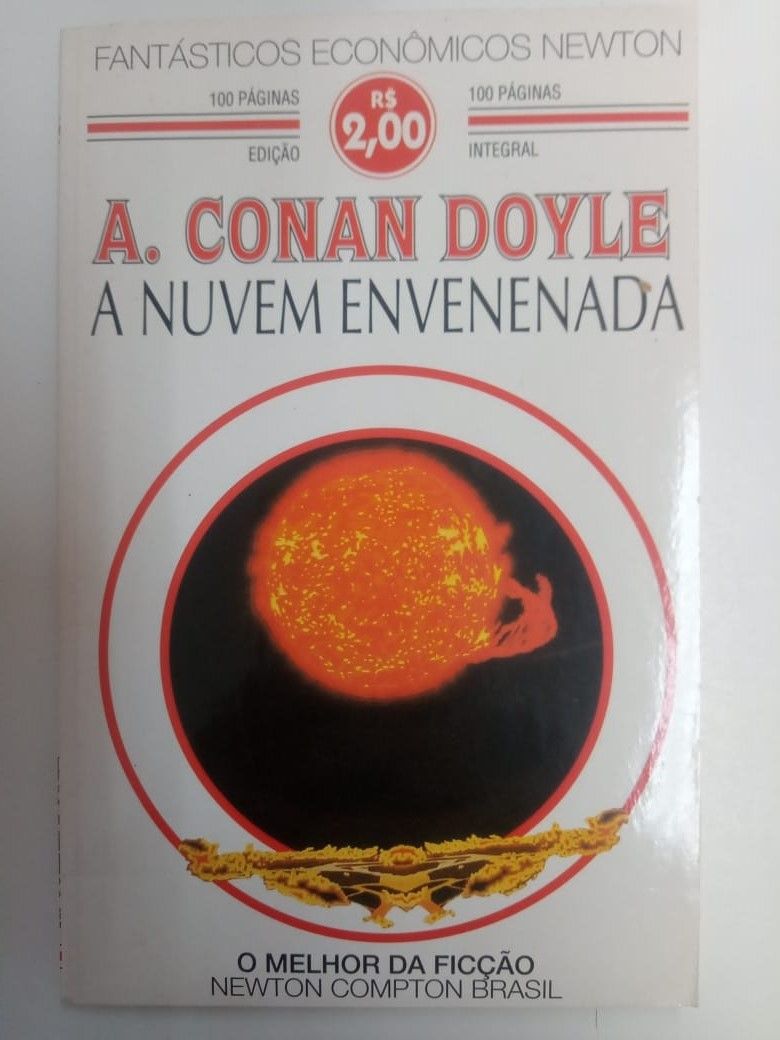 FANTÁSTICOS ECONÔMICOS NEWTON
100 PÁGINAS
EDIÇÃO
R$
2,00
100 PÁGINAS
INTEGRAL
A. CONAN DOYLE
A NUVEM ENVENENADA
O MELHOR DA FICÇÃO
NEWTON COMPTON BRASIL